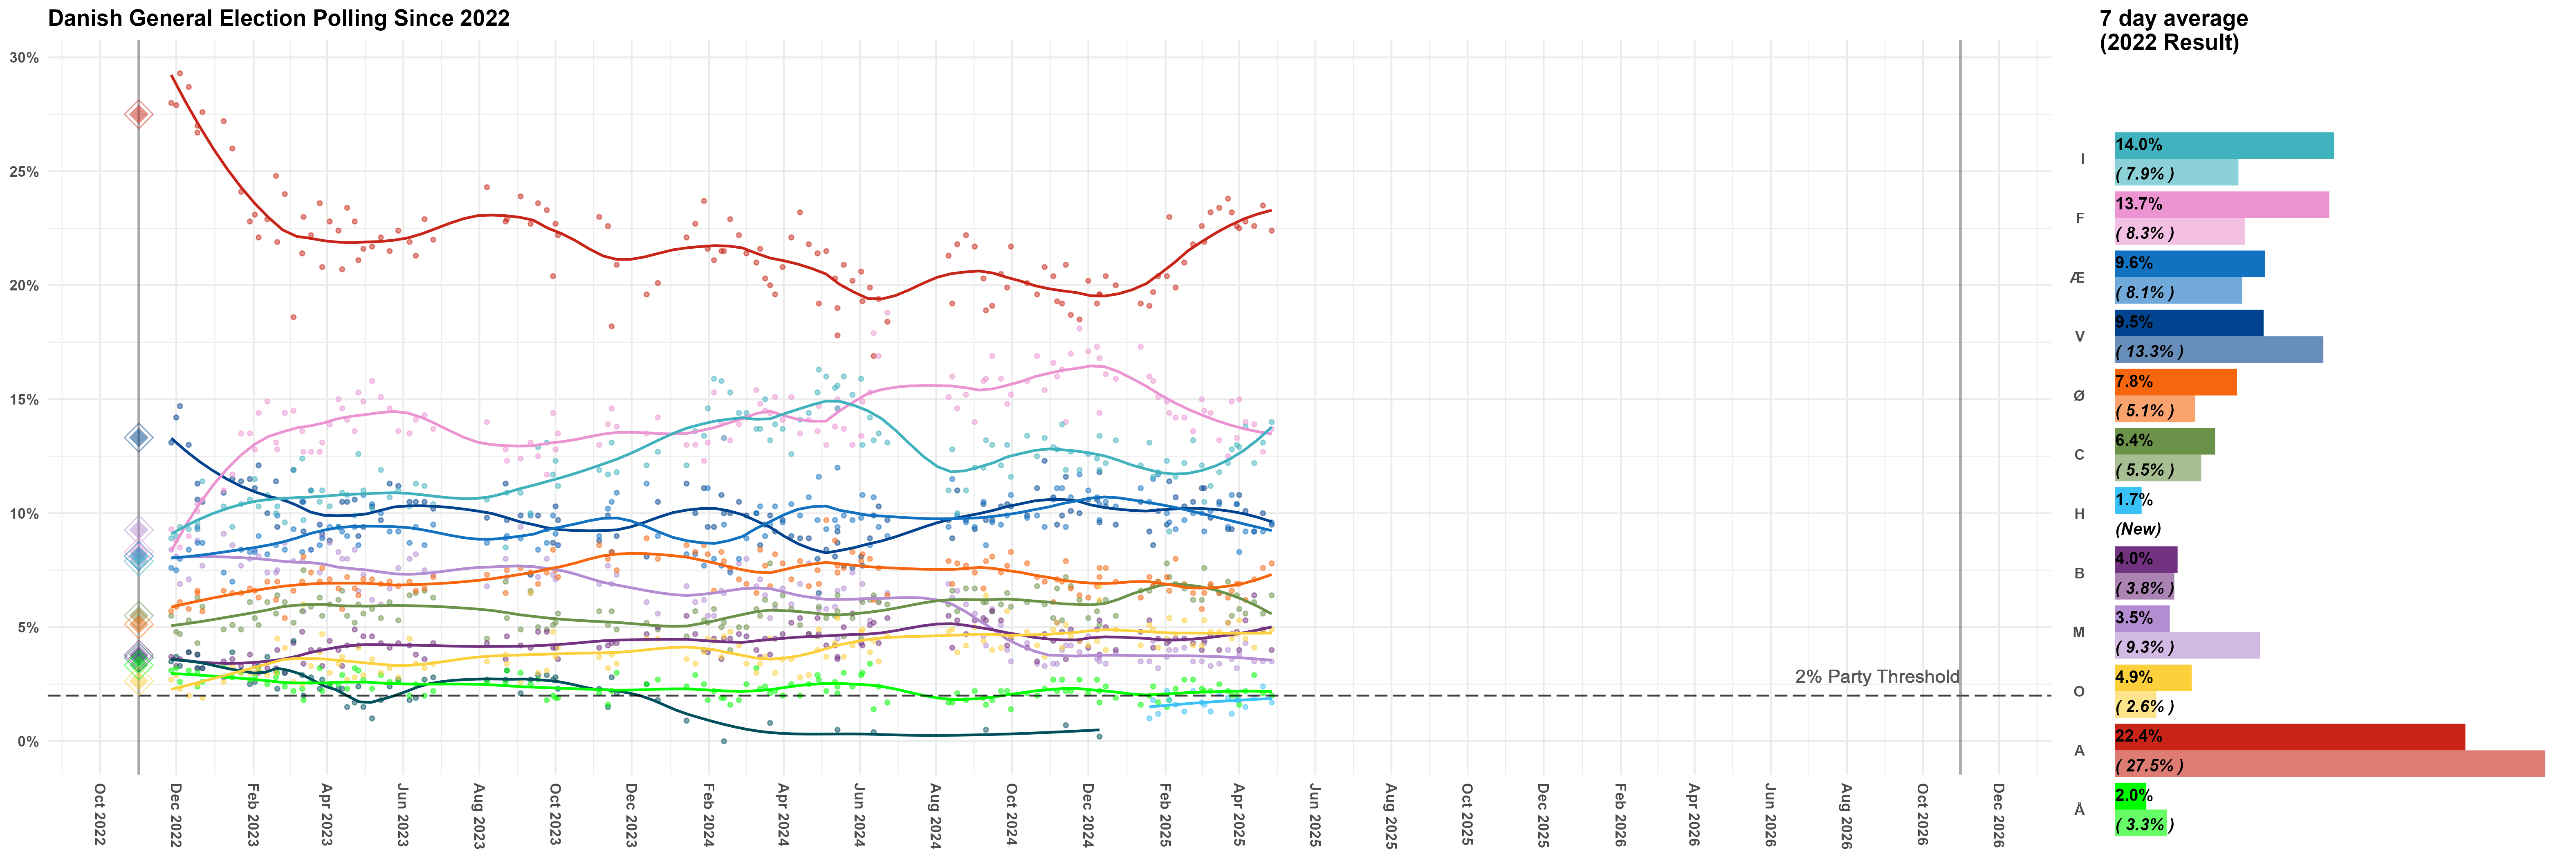 Danish General Election Polling Since 2022
30%
25%
20%
15%
10%
5%
0%
2% Party Threshold
Oct 2022
Dec 2022
Feb 2023
Apr 2023
Jun 2023
Aug 2023
Oct 2023
Dec 2023
Feb 2024
Apr 2024
Jun 2024
Aug 2024
Oct 2024
Dec 2024
Feb 2025
Apr 2025
Jun 2025
Aug 2025
Oct 2025
Dec 2025
Feb 2026
Apr 2026
Jun 2026
Aug 2026
Oct 2026
Dec 2026
7 day average
(2022 Result)
I
14.0%
( 7.9% )
F
13.7%
( 8.3% )
Æ
9.6%
( 8.1% )
V
9.5%
( 13.3% )
Ø
7.8%
( 5.1% )
C
6.4%
( 5.5% )
H
1.7%
(New)
B
4.0%
( 3.8% )
M
3.5%
( 9.3% )
O
4.9%
( 2.6% )
A
22.4%
( 27.5% )
Å
2.0%
( 3.3% )